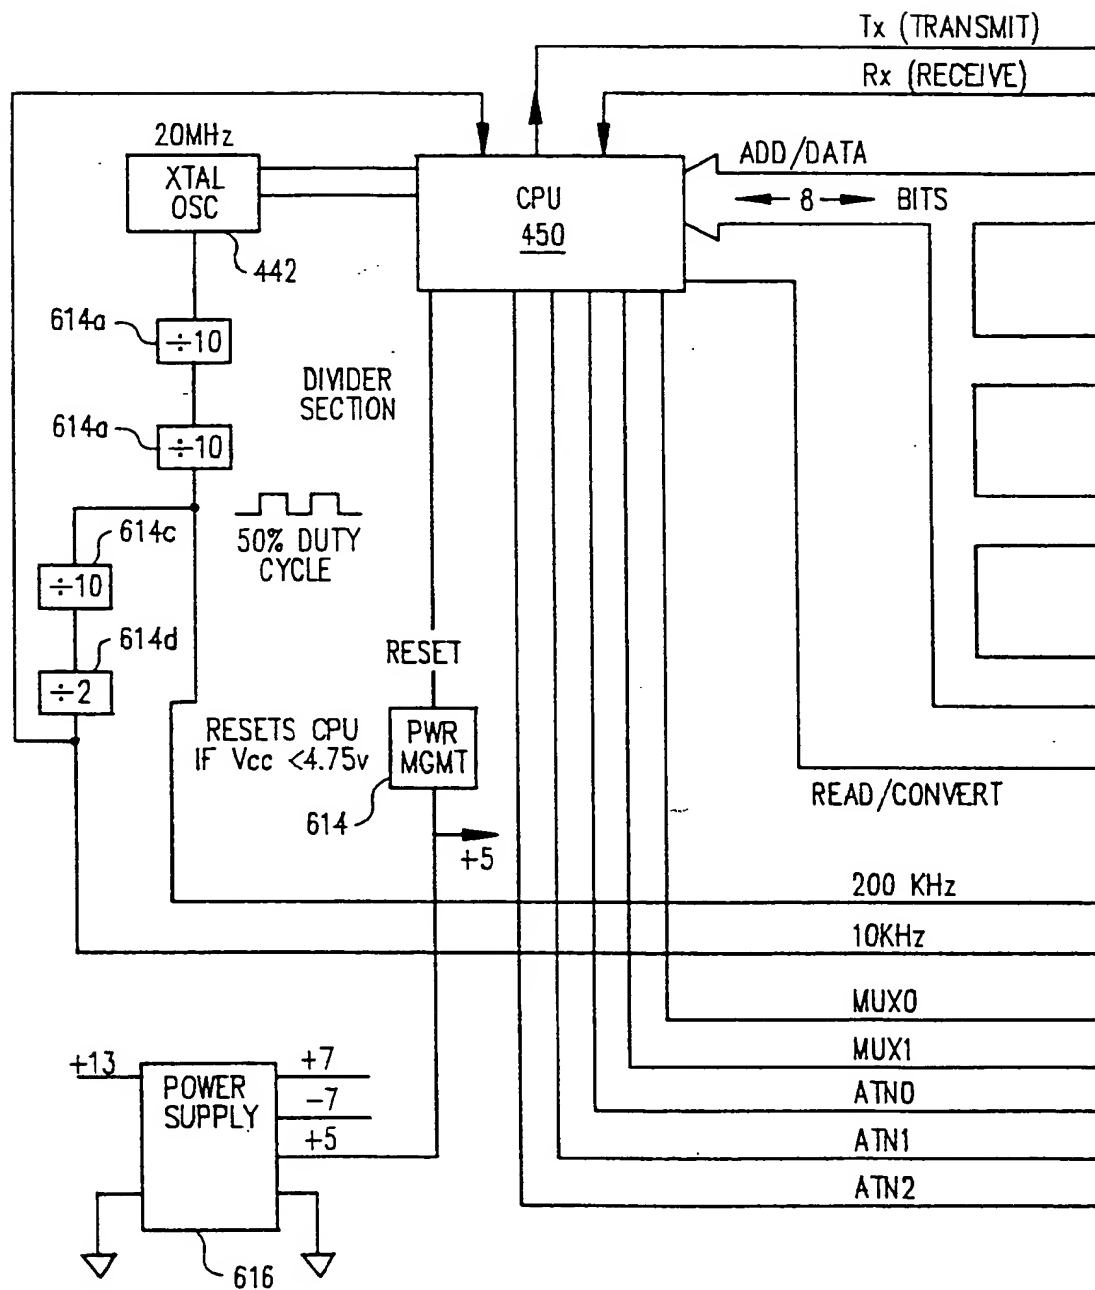 Tx (TRANSMIT)
Rx (RECEIVE)
20MHz
XTAL
OSC
442
CPU
450
ADD/DATA
8 BITS
614a
÷10
614a
÷10
DIVIDER
SECTION
614c
÷10
50% DUTY
CYCLE
614d
÷2
RESET
RESETS CPU
IF Vcc <4.75v
PWR
MGMT
614
+5
READ/CONVERT
200 KHz
10KHz
MUX0
MUX1
ATN0
ATN1
ATN2
+13
POWER
SUPPLY
+7
-7
+5
616